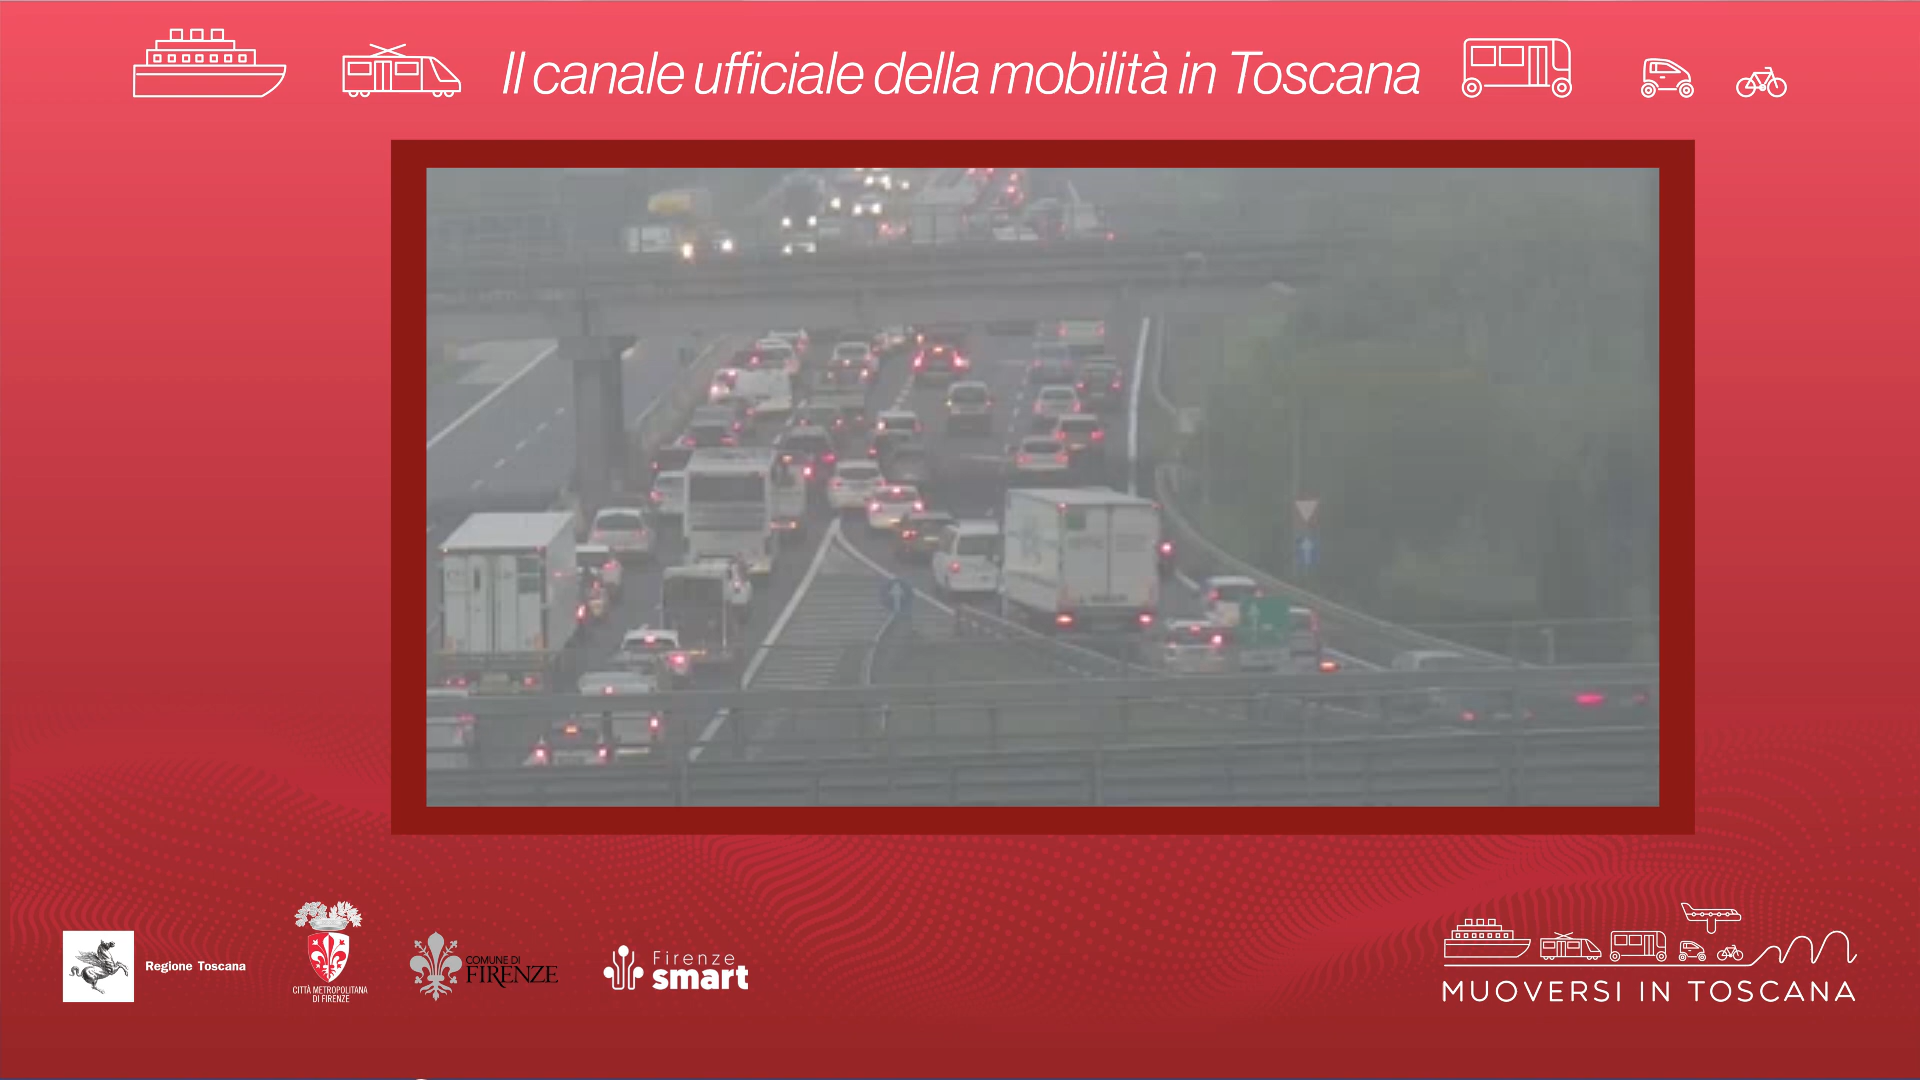 Il canale ufficiale della mobilità in Toscana
Regione Toscana
CITTÀ METROPOLITANA
DI FIRENZE
COMUNE DI
FIRENZE
Firenze
smart
MUOVERSI IN TOSCANA